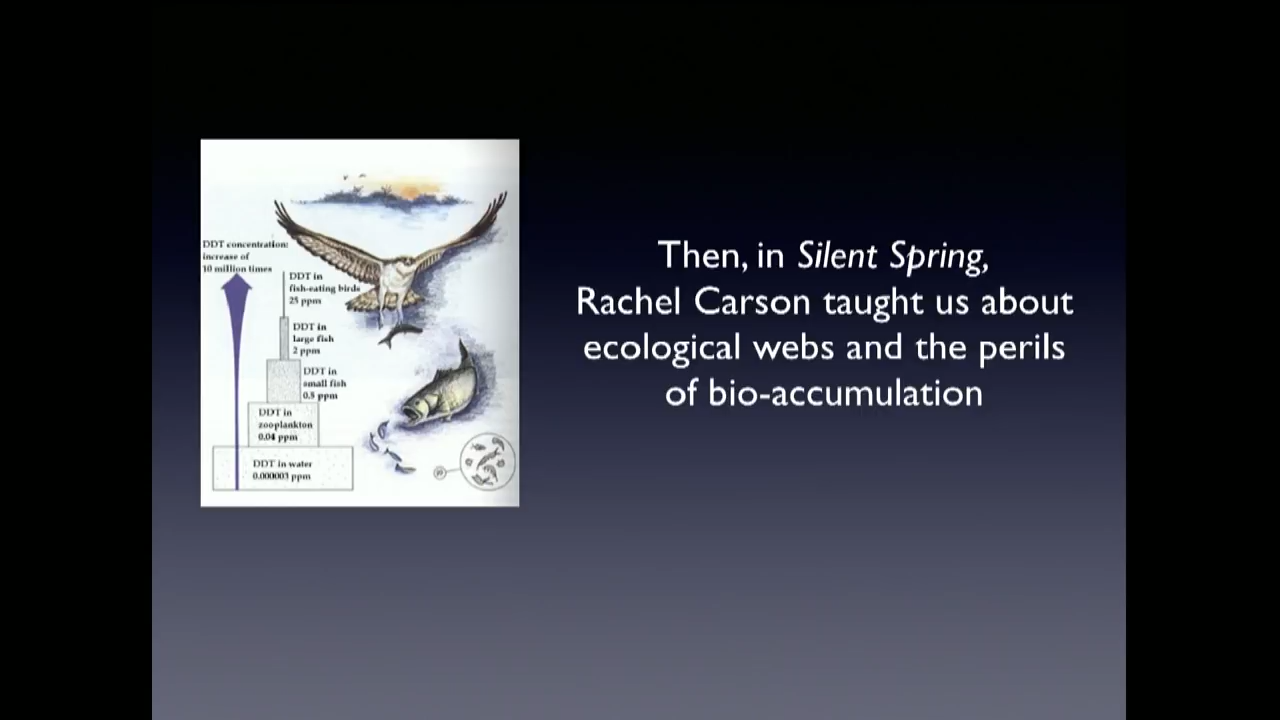 DDT concentration:
increase of
10 million times
DDT in
fish-eating birds
25 ppm
DDT in
large fish
2 ppm
DDT in
small fish
0.5 ppm
DDT in
zooplankton
0.04 ppm
DDT in water
0.000003 ppm
Then, in Silent Spring,
Rachel Carson taught us about
ecological webs and the perils
of bio-accumulation